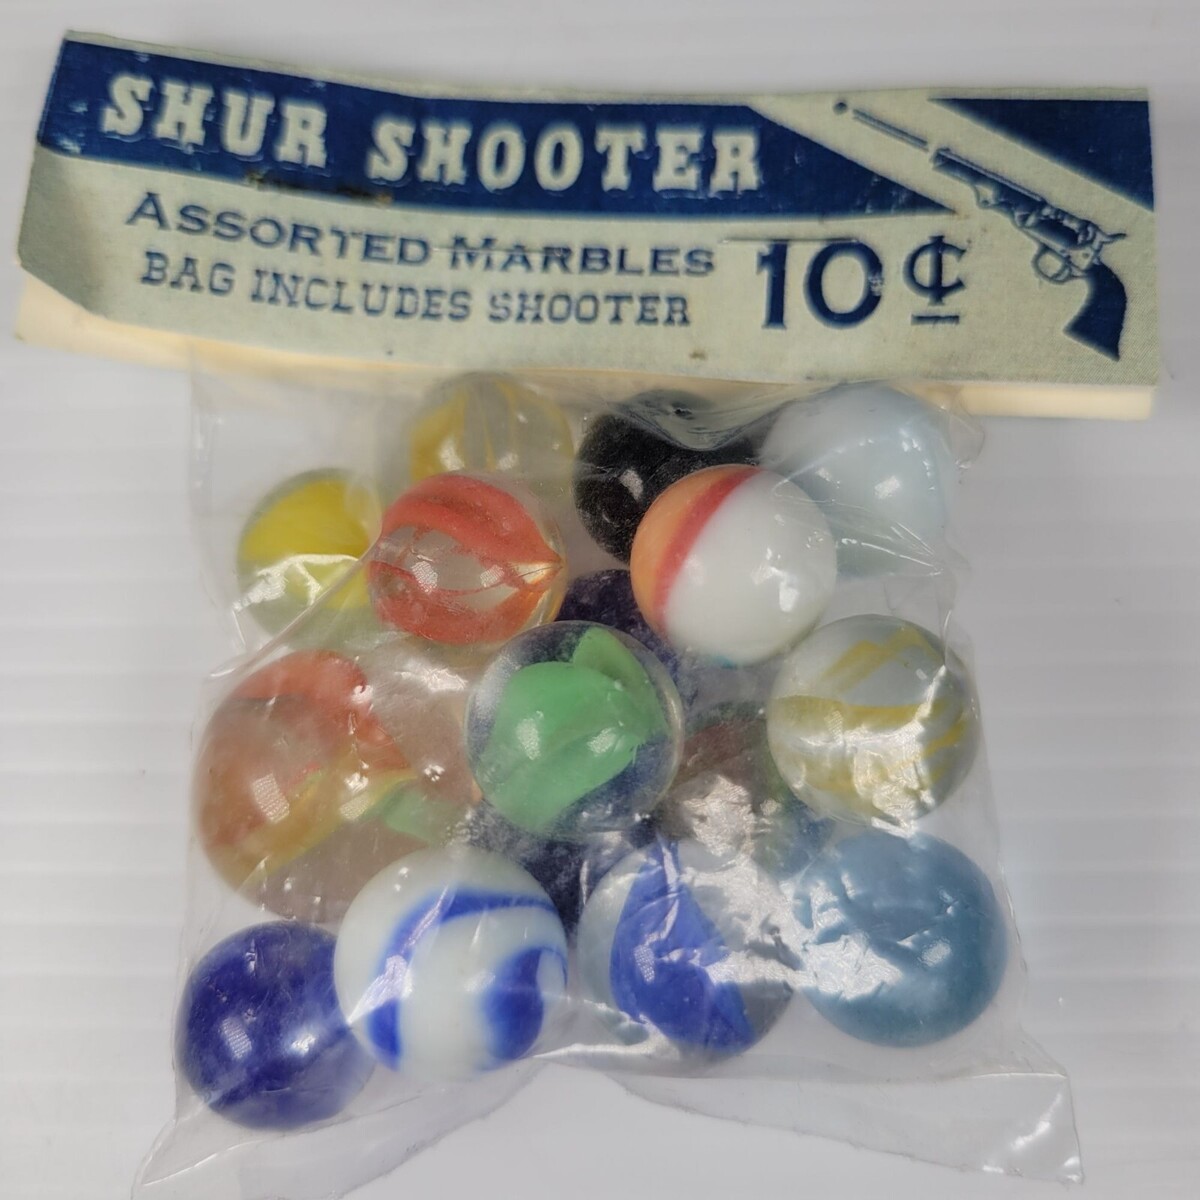 SHUR SHOOTER
ASSORTED MARBLES
BAG INCLUDES SHOOTER
10¢